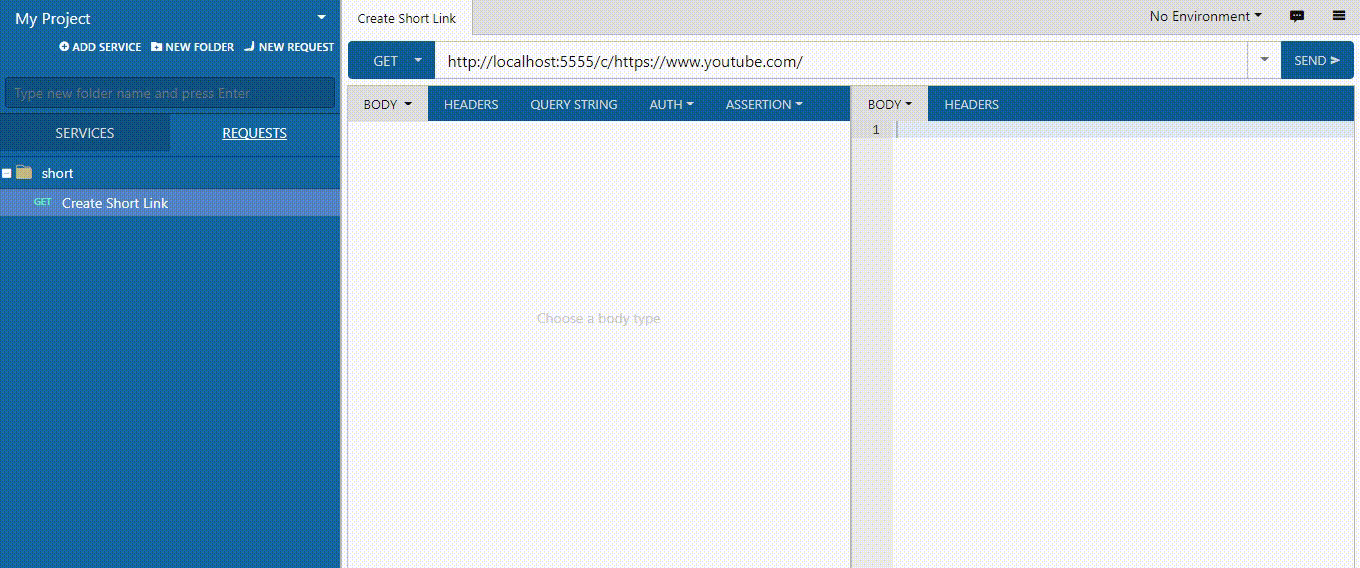 My Project
ADD SERVICE NEW FOLDER NEW REQUEST
Type new folder name and press Enter
SERVICES REQUESTS
short
GET Create Short Link
Create Short Link No Environment
GET http://localhost:5555/c/https://www.youtube.com/ SEND
BODY HEADERS QUERY STRING AUTH ASSERTION BODY HEADERS
1
Choose a body type